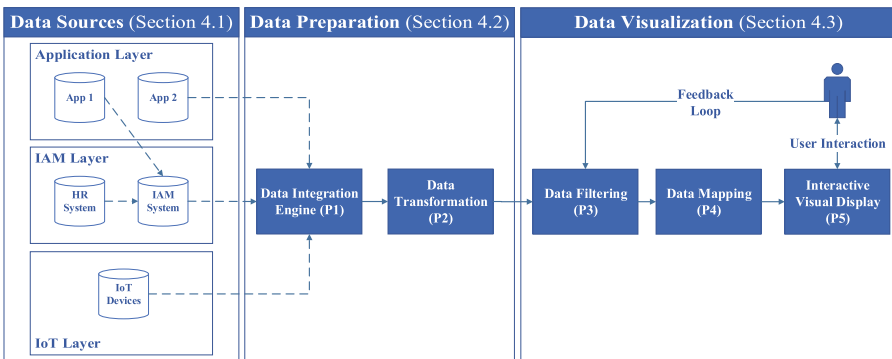 Data Sources (Section 4.1)
Data Preparation (Section 4.2)
Data Visualization (Section 4.3)
Application Layer
App 1
App 2
IAM Layer
HR
System
IAM
System
IoT
Devices
IoT Layer
Data Integration
Engine (P1)
Data
Transformation
(P2)
Feedback
Loop
User Interaction
Data Filtering
(P3)
Data Mapping
(P4)
Interactive
Visual Display
(P5)